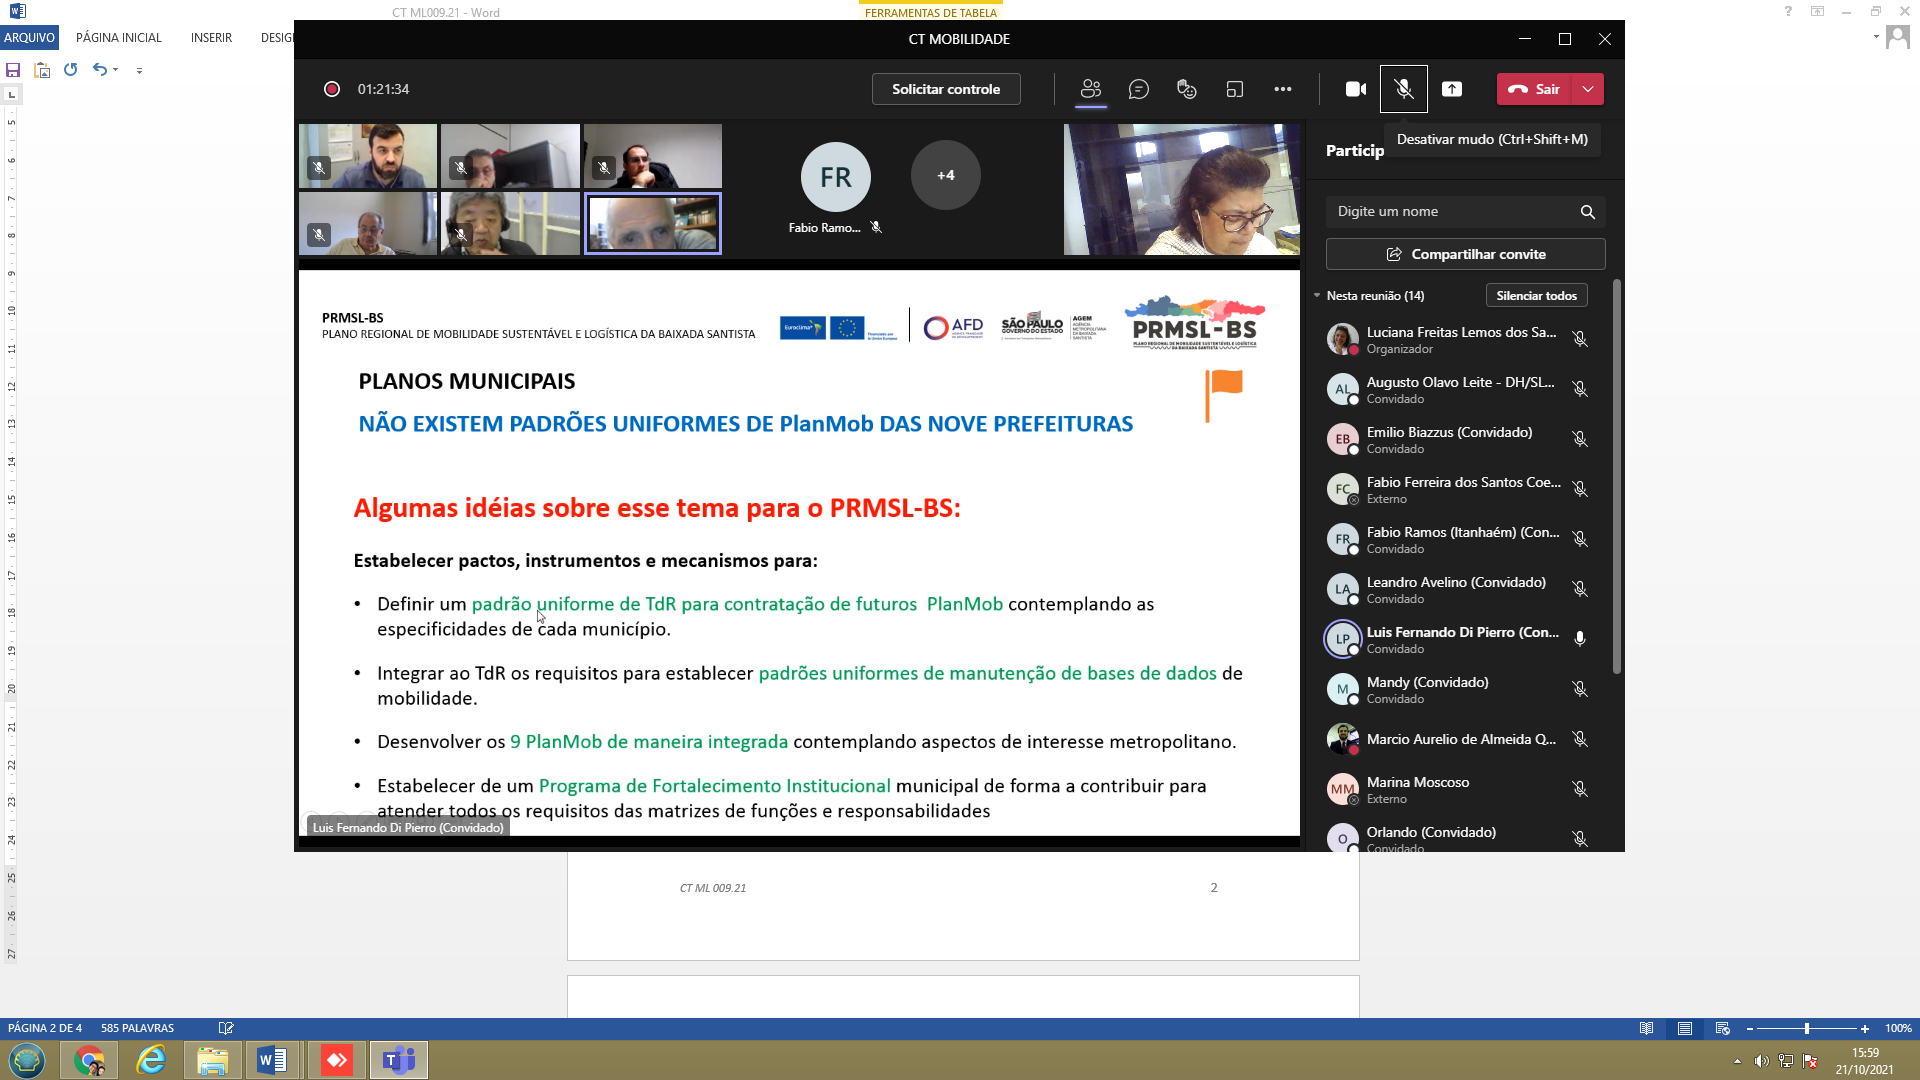 CT ML009.21 - Word
FERRAMENTAS DE TABELA
ARQUIVO
PÁGINA INICIAL
INSERIR
CT MOBILIDADE
01:21:34
Solicitar controle
Sair
Desativar mudo (Ctrl+Shift+M)
Particip
FR
+4
Fabio Ramo...
Digite um nome
Compartilhar convite
Nesta reunião (14)
Silenciar todos
PRMSL-BS
PLANO REGIONAL DE MOBILIDADE SUSTENTÁVEL E LOGÍSTICA DA BAIXADA SANTISTA
AFD
SÃO PAULO
GOVERNO DO ESTADO
AGEM
PRMSL-BS
PLANOS MUNICIPAIS
NÃO EXISTEM PADRÕES UNIFORMES DE PlanMob DAS NOVE PREFEITURAS
Algumas idéias sobre esse tema para o PRMSL-BS:
Estabelecer pactos, instrumentos e mecanismos para:
• Definir um padrão uniforme de TdR para contratação de futuros PlanMob contemplando as
especificidades de cada município.
• Integrar ao TdR os requisitos para estabelecer padrões uniformes de manutenção de bases de dados de
mobilidade.
• Desenvolver os 9 PlanMob de maneira integrada contemplando aspectos de interesse metropolitano.
• Estabelecer de um Programa de Fortalecimento Institucional municipal de forma a contribuir para
atender todos os requisitos das matrizes de funções e responsabilidades
Luis Fernando Di Pierro (Convidado)
Luciana Freitas Lemos dos Sa...
Organizador
AL
Augusto Olavo Leite - DH/SL...
Convidado
EB
Emilio Biazzus (Convidado)
Convidado
FC
Fabio Ferreira dos Santos Coe...
Externo
FR
Fabio Ramos (Itanhaém) (Con...
Convidado
LA
Leandro Avelino (Convidado)
Convidado
LP
Luis Fernando Di Pierro (Con...
Convidado
M
Mandy (Convidado)
Convidado
Marcio Aurelio de Almeida Q...
MM
Marina Moscoso
Externo
O
Orlando (Convidado)
Convidado
CT ML 009.21
2
PÁGINA 2 DE 4
585 PALAVRAS
100%
15:59
21/10/2021